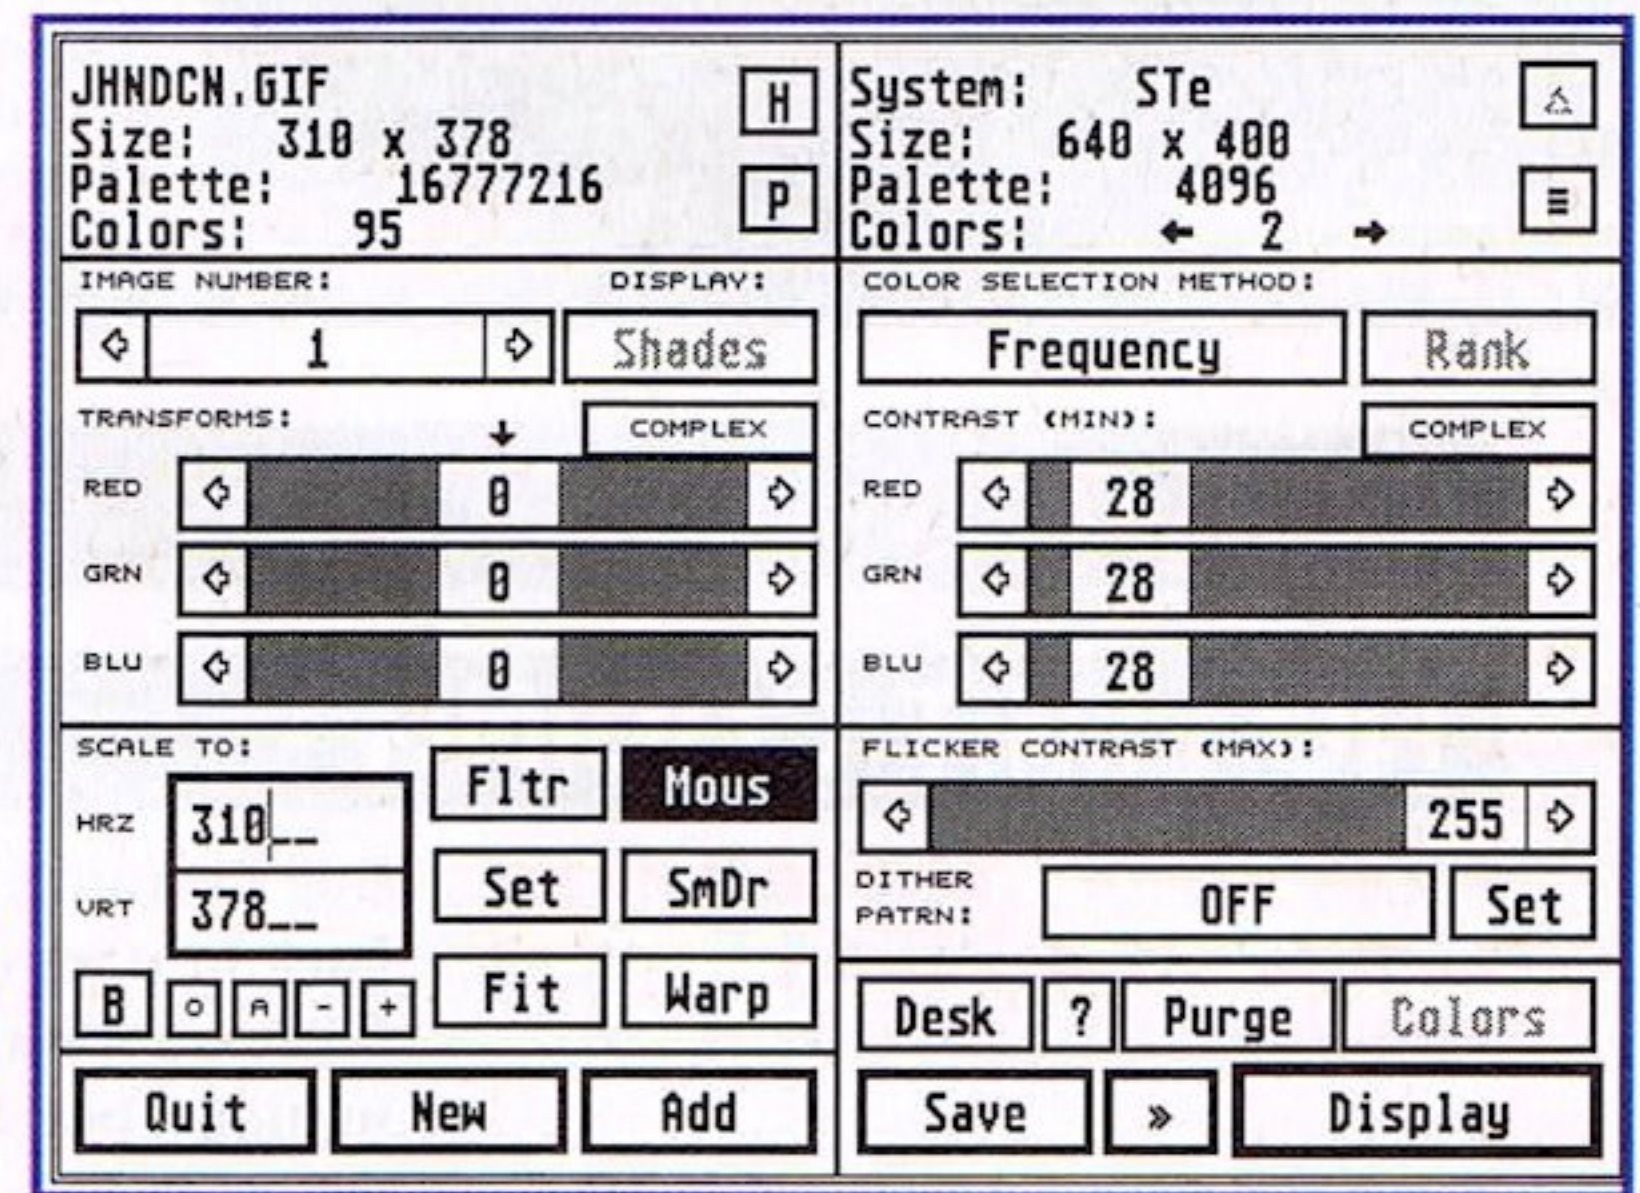 JHNDCN.GIF
H
Size: 310 x 378
Palette: 16777216
P
Colors: 95
System: STe
Size: 640 x 400
Palette: 4096
Colors: ← 2 →
IMAGE NUMBER:
DISPLAY:
1
Shades
TRANSFORMS:
COMPLEX
RED 0
GRN 0
BLU 0
COLOR SELECTION METHOD:
Frequency
Rank
CONTRAST (MIN):
COMPLEX
RED 28
GRN 28
BLU 28
SCALE TO:
HRZ 310__
VRT 378__
Fltr
Mous
Set
SmDr
Fit
Warp
B O A - +
FLICKER CONTRAST (MAX):
255
DITHER
PATRN:
OFF
Set
Desk ? Purge Colors
Quit New Add
Save » Display